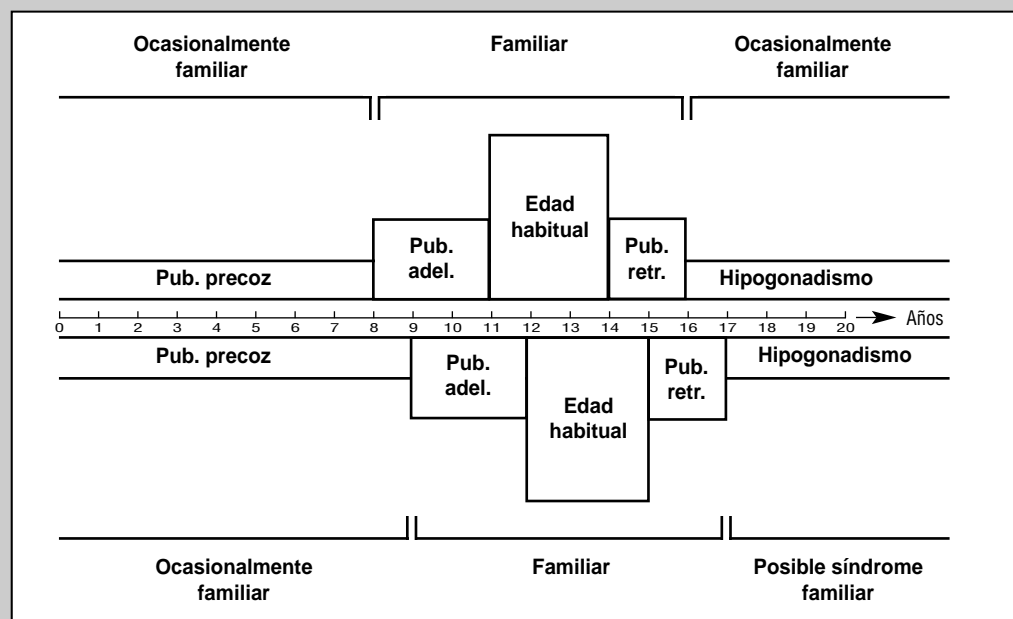 Ocasionalmente Familiar Ocasionalmente
familiar familiar
Edad
habitual
Pub. Pub.
adel. retr.
Pub. precoz Hipogonadismo
0 1 2 3 4 5 6 7 8 9 10 11 12 13 14 15 16 17 18 19 20 Años
Pub. precoz Hipogonadismo
Pub. Pub.
adel. retr.
Edad
habitual
Ocasionalmente Familiar Posible síndrome
familiar familiar